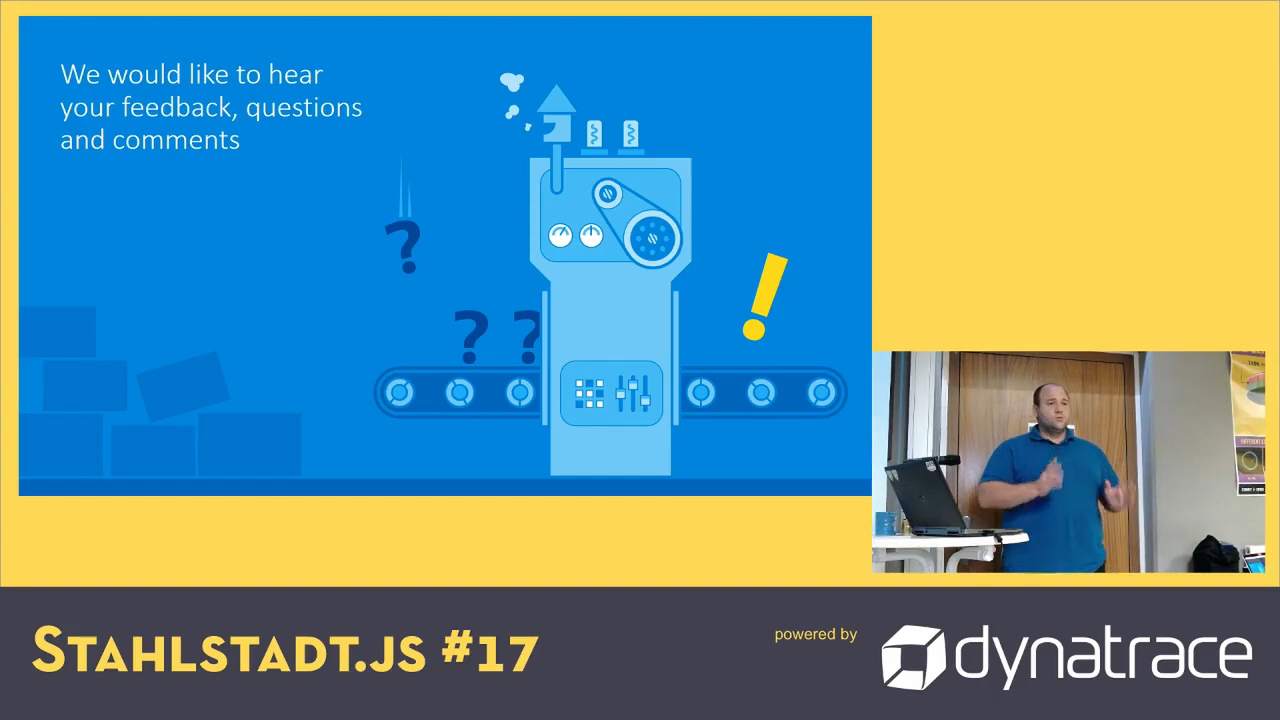 We would like to hear
your feedback, questions
and comments
? 
? ?
!
STAHLSTADT.JS #17
powered by
dynatrace